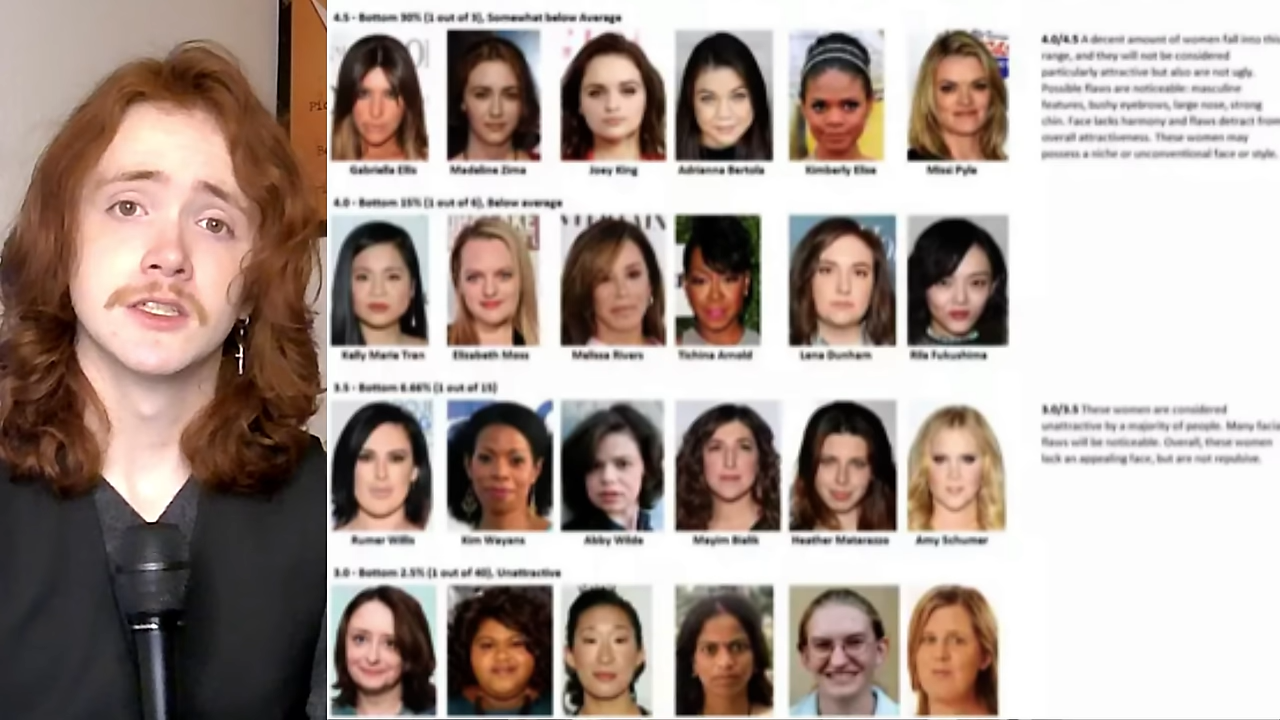 4.5 - Bottom 30% (1 out of 3), Somewhat below Average
Gabriella Ellis Madeline Zima Joey King Adrianna Bertola Kimberly Elise Missi Pyle
4.0/4.5 A decent amount of women fall into this
range, and they will not be considered
particularly attractive but also are not ugly.
Possible flaws are noticeable: masculine
features, bushy eyebrows, large nose, strong
chin. Face lacks harmony and flaws detract from
overall attractiveness. These women may
possess a niche or unconventional face or style.
4.0 - Bottom 15% (1 out of 6), Below average
Kelly Marie Tran Elisabeth Moss Melissa Rivers Tichina Arnold Lena Dunham Rila Fukushima
3.5 - Bottom 6.66% (1 out of 15)
Rumer Willis Kim Wayans Abby Wilde Mayim Bialik Heather Matarazzo Amy Schumer
3.0/3.5 These women are considered
unattractive by a majority of people. Many facial
flaws will be noticeable. Overall, these women
lack an appealing face, but are not repulsive.
3.0 - Bottom 2.5% (1 out of 40), Unattractive